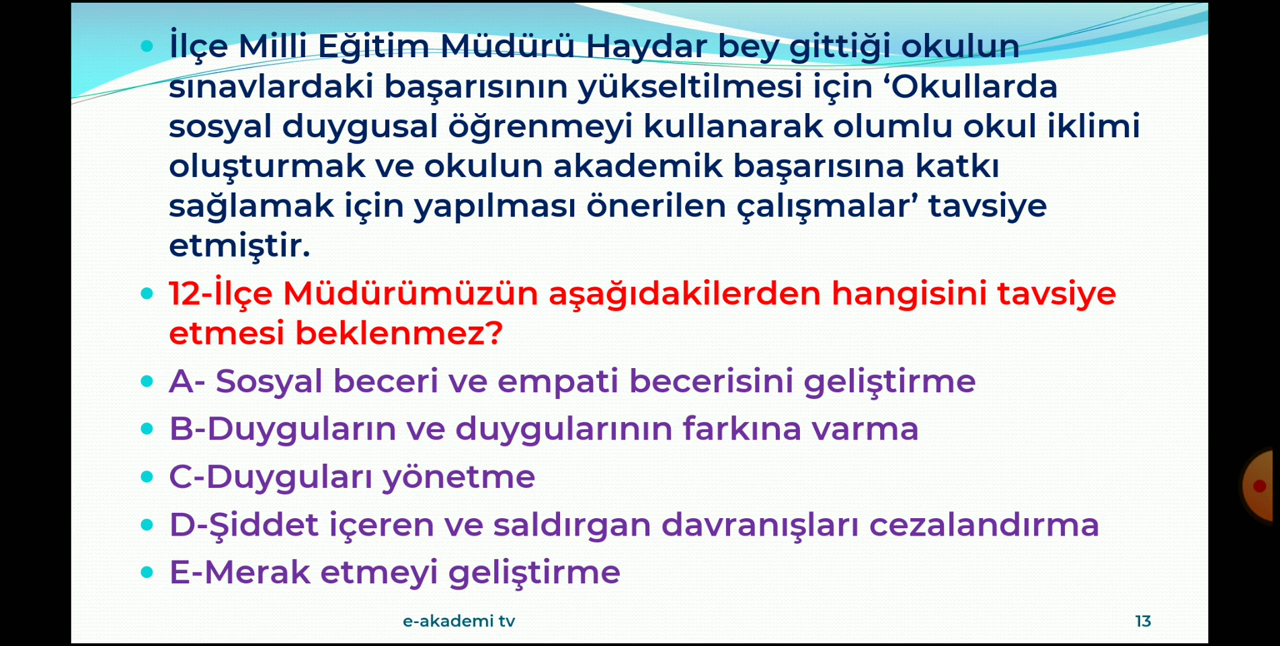 İlçe Milli Eğitim Müdürü Haydar bey gittiği okulun
sınavlardaki başarısının yükseltilmesi için ‘Okullarda
sosyal duygusal öğrenmeyi kullanarak olumlu okul iklimi
oluşturmak ve okulun akademik başarısına katkı
sağlamak için yapılması önerilen çalışmalar’ tavsiye
etmiştir.
12-İlçe Müdürümüzün aşağıdakilerden hangisini tavsiye
etmesi beklenmez?
A- Sosyal beceri ve empati becerisini geliştirme
B-Duyguların ve duygularının farkına varma
C-Duyguları yönetme
D-Şiddet içeren ve saldırgan davranışları cezalandırma
E-Merak etmeyi geliştirme
e-akademi tv
13